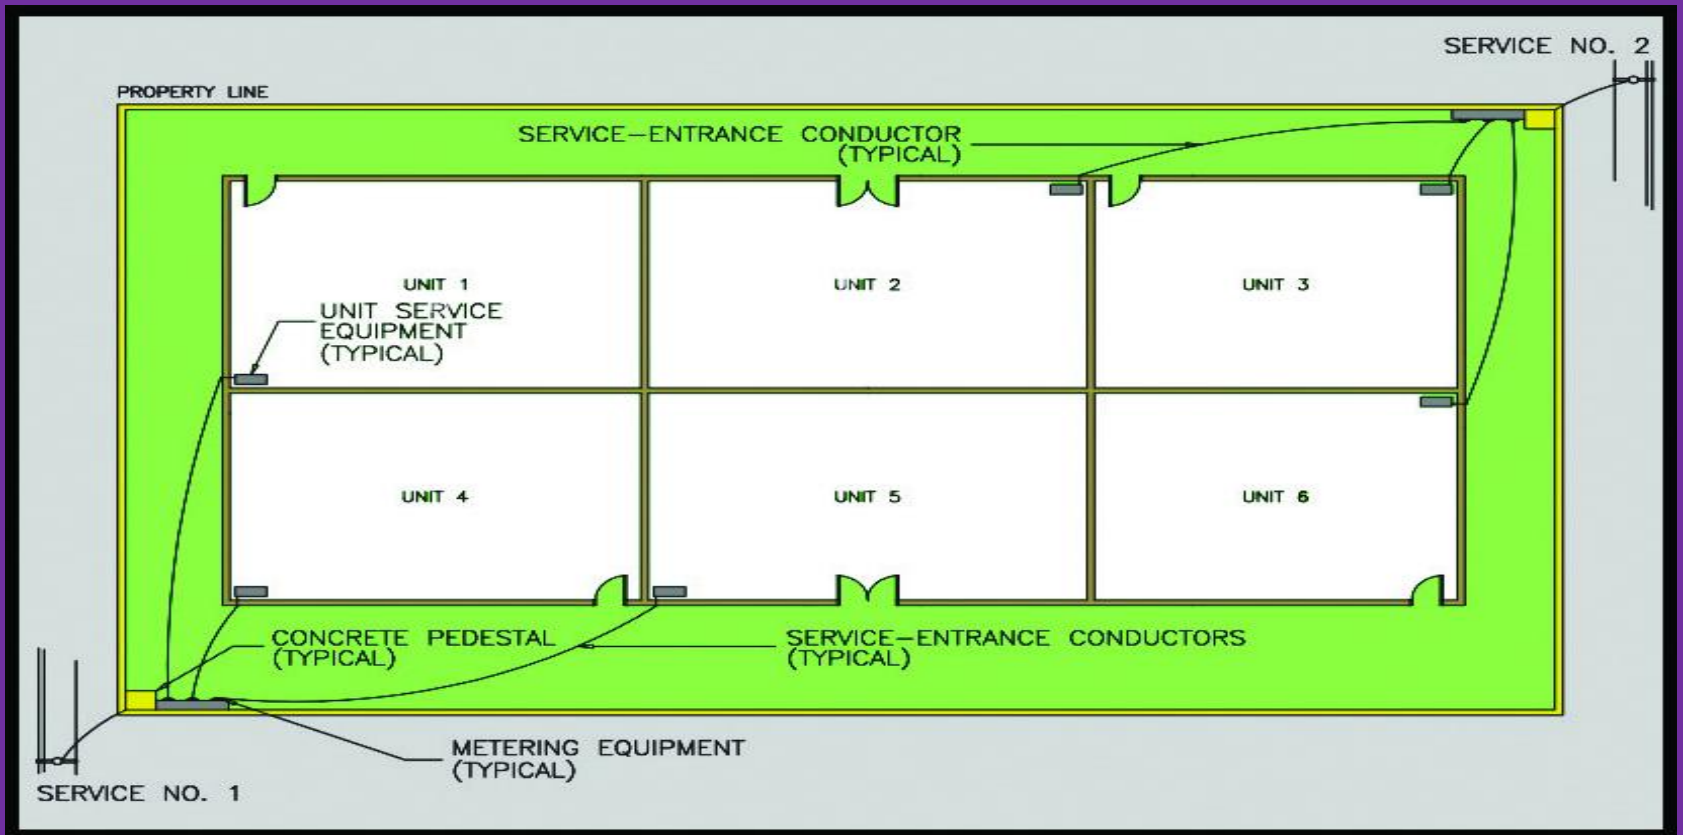 SERVICE NO. 2
PROPERTY LINE
SERVICE-ENTRANCE CONDUCTOR
(TYPICAL)
UNIT 1
UNIT 2
UNIT 3
UNIT SERVICE
EQUIPMENT
(TYPICAL)
UNIT 4
UNIT 5
UNIT 6
CONCRETE PEDESTAL
(TYPICAL)
SERVICE-ENTRANCE CONDUCTORS
(TYPICAL)
METERING EQUIPMENT
(TYPICAL)
SERVICE NO. 1